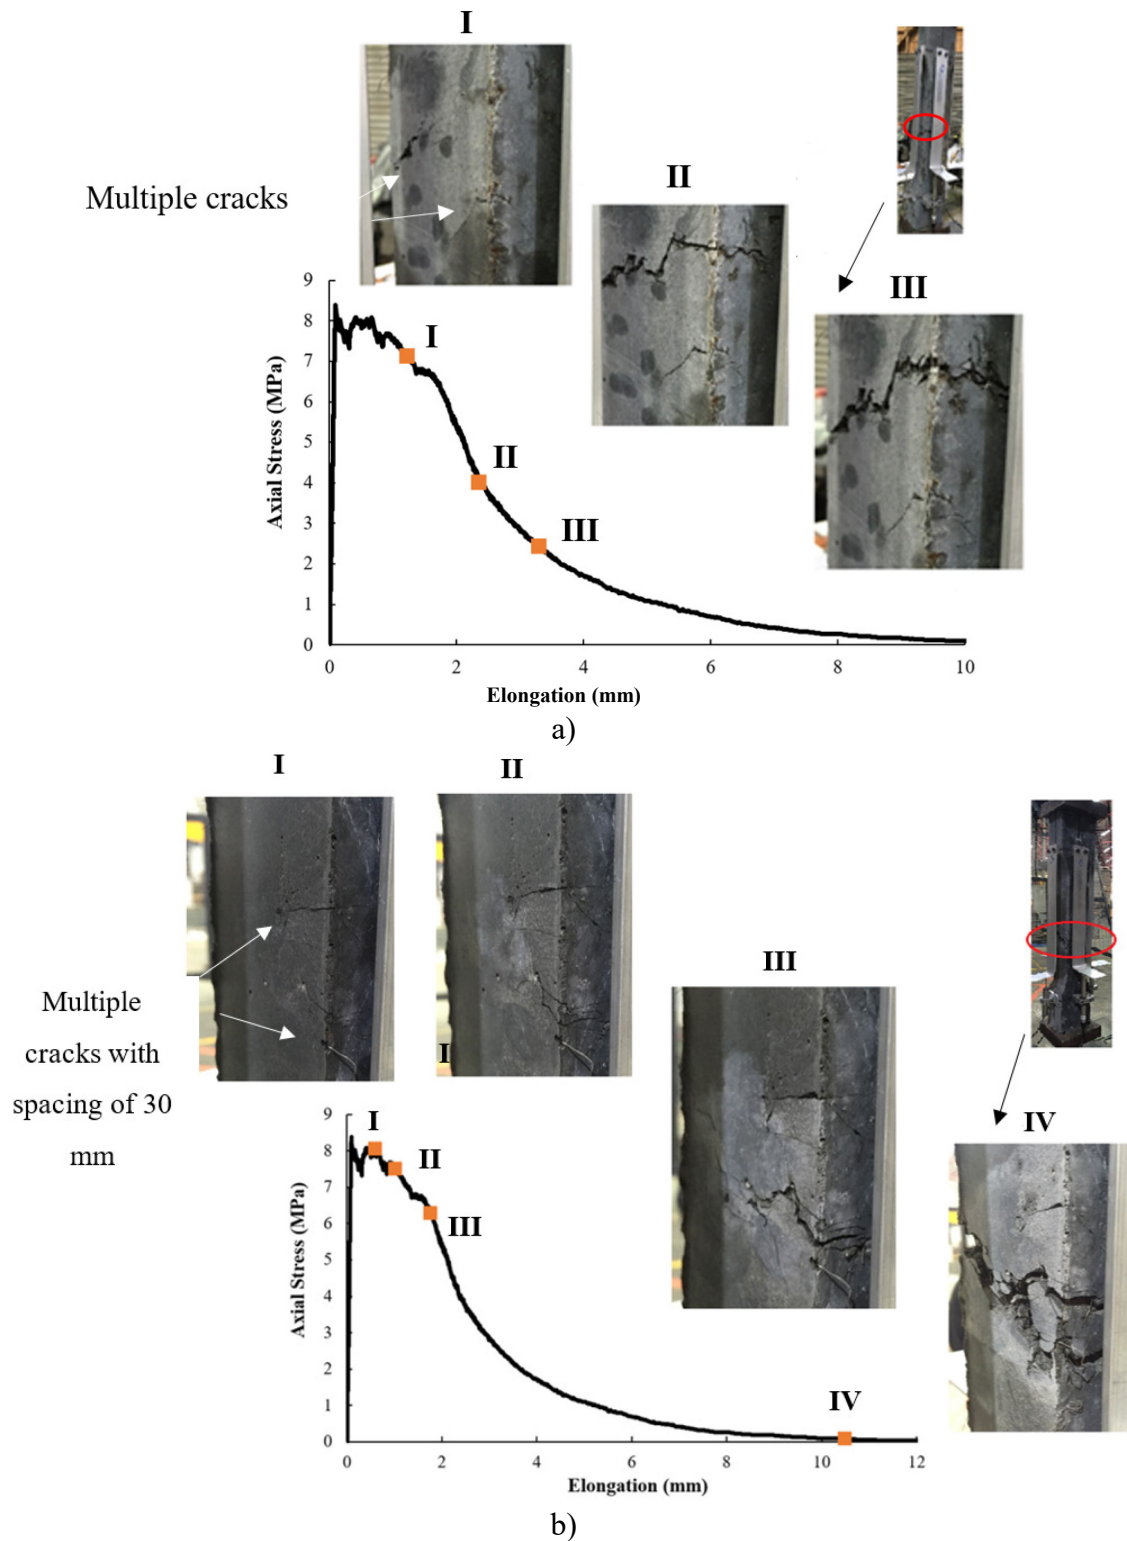 I
Multiple cracks
II
III
9
8
7
6
5
4
3
2
1
0
Axial Stress (MPa)
I
II
III
0 2 4 6 8 10
Elongation (mm)
a)
I
II
III
IV
I
Multiple
cracks with
spacing of 30
mm
9
8
7
6
5
4
3
2
1
0
Axial Stress (MPa)
I
II
III
IV
0 2 4 6 8 10 12
Elongation (mm)
b)